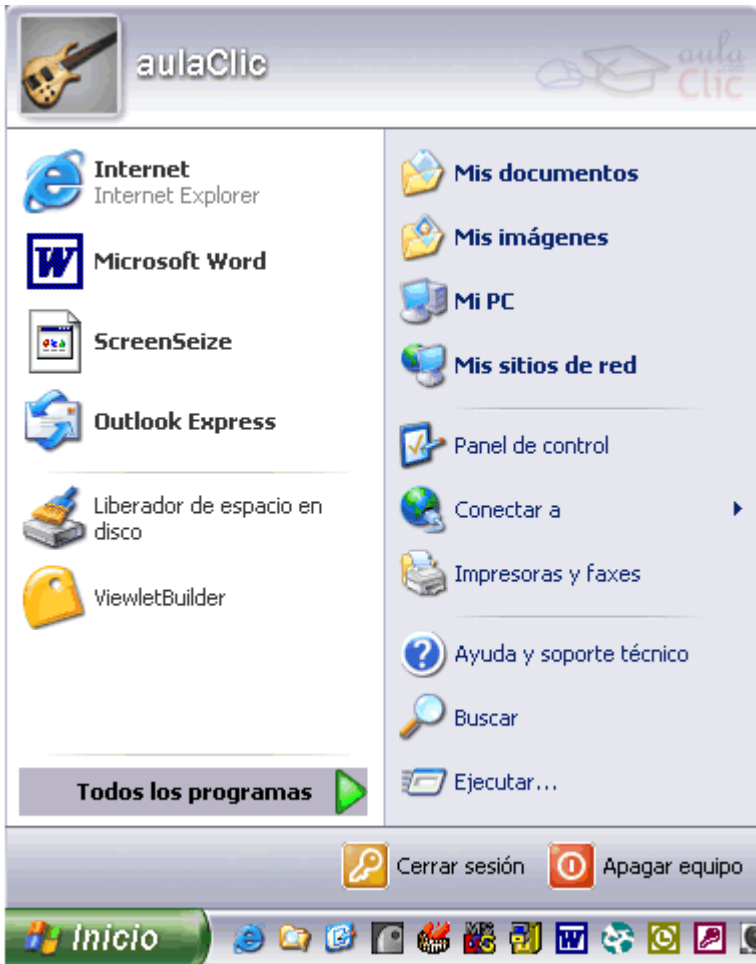 aulaClic
aula
.com
Clic
Internet
Internet Explorer
Microsoft Word
ScreenSeize
Outlook Express
Liberador de espacio en
disco
ViewletBuilder
Todos los programas
Mis documentos
Mis imágenes
Mi PC
Mis sitios de red
Panel de control
Conectar a
Impresoras y faxes
Ayuda y soporte técnico
Buscar
Ejecutar...
Cerrar sesión
Apagar equipo
Inicio